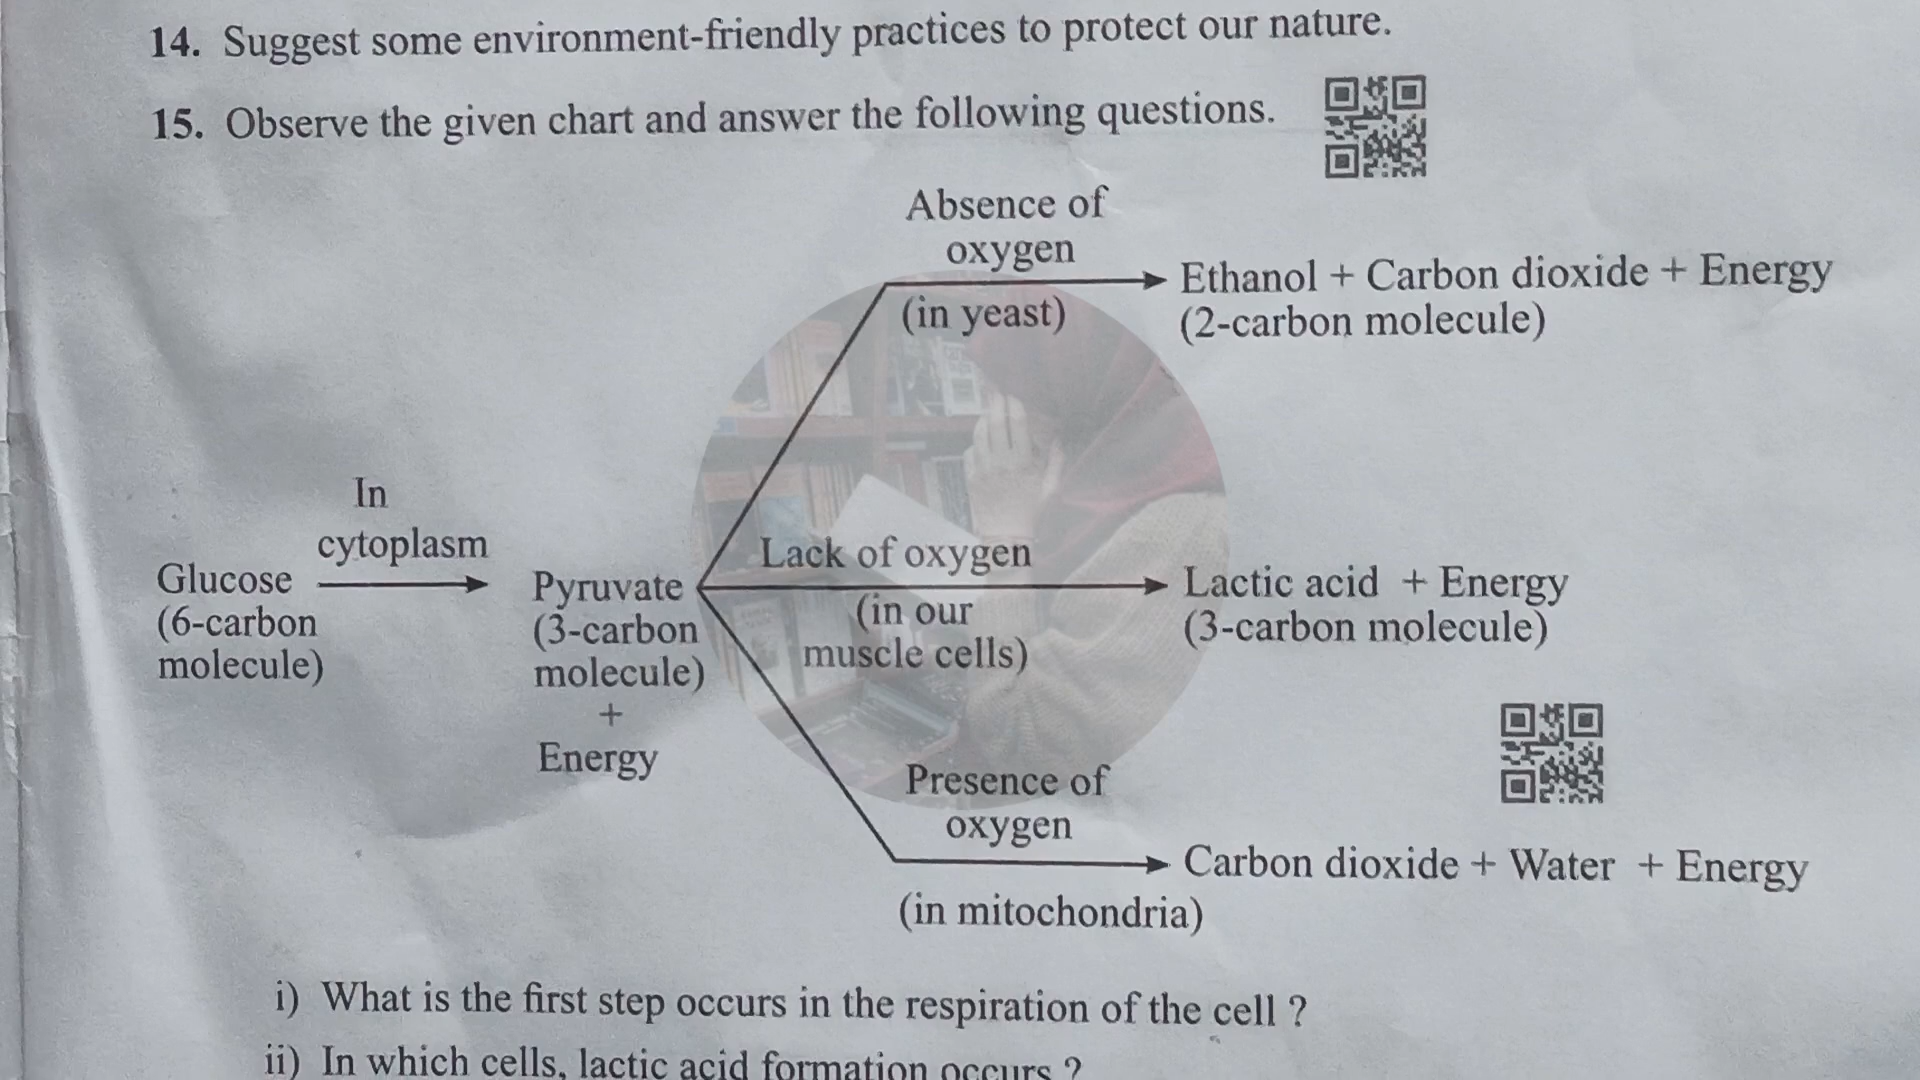 14. Suggest some environment-friendly practices to protect our nature.
15. Observe the given chart and answer the following questions.
Absence of
oxygen
(in yeast)
Ethanol + Carbon dioxide + Energy
(2-carbon molecule)
In
cytoplasm
Glucose
(6-carbon
molecule)
Pyruvate
(3-carbon
molecule)
+
Energy
Lack of oxygen
(in our
muscle cells)
Lactic acid + Energy
(3-carbon molecule)
Presence of
oxygen
(in mitochondria)
Carbon dioxide + Water + Energy
i) What is the first step occurs in the respiration of the cell ?
ii) In which cells, lactic acid formation occurs ?